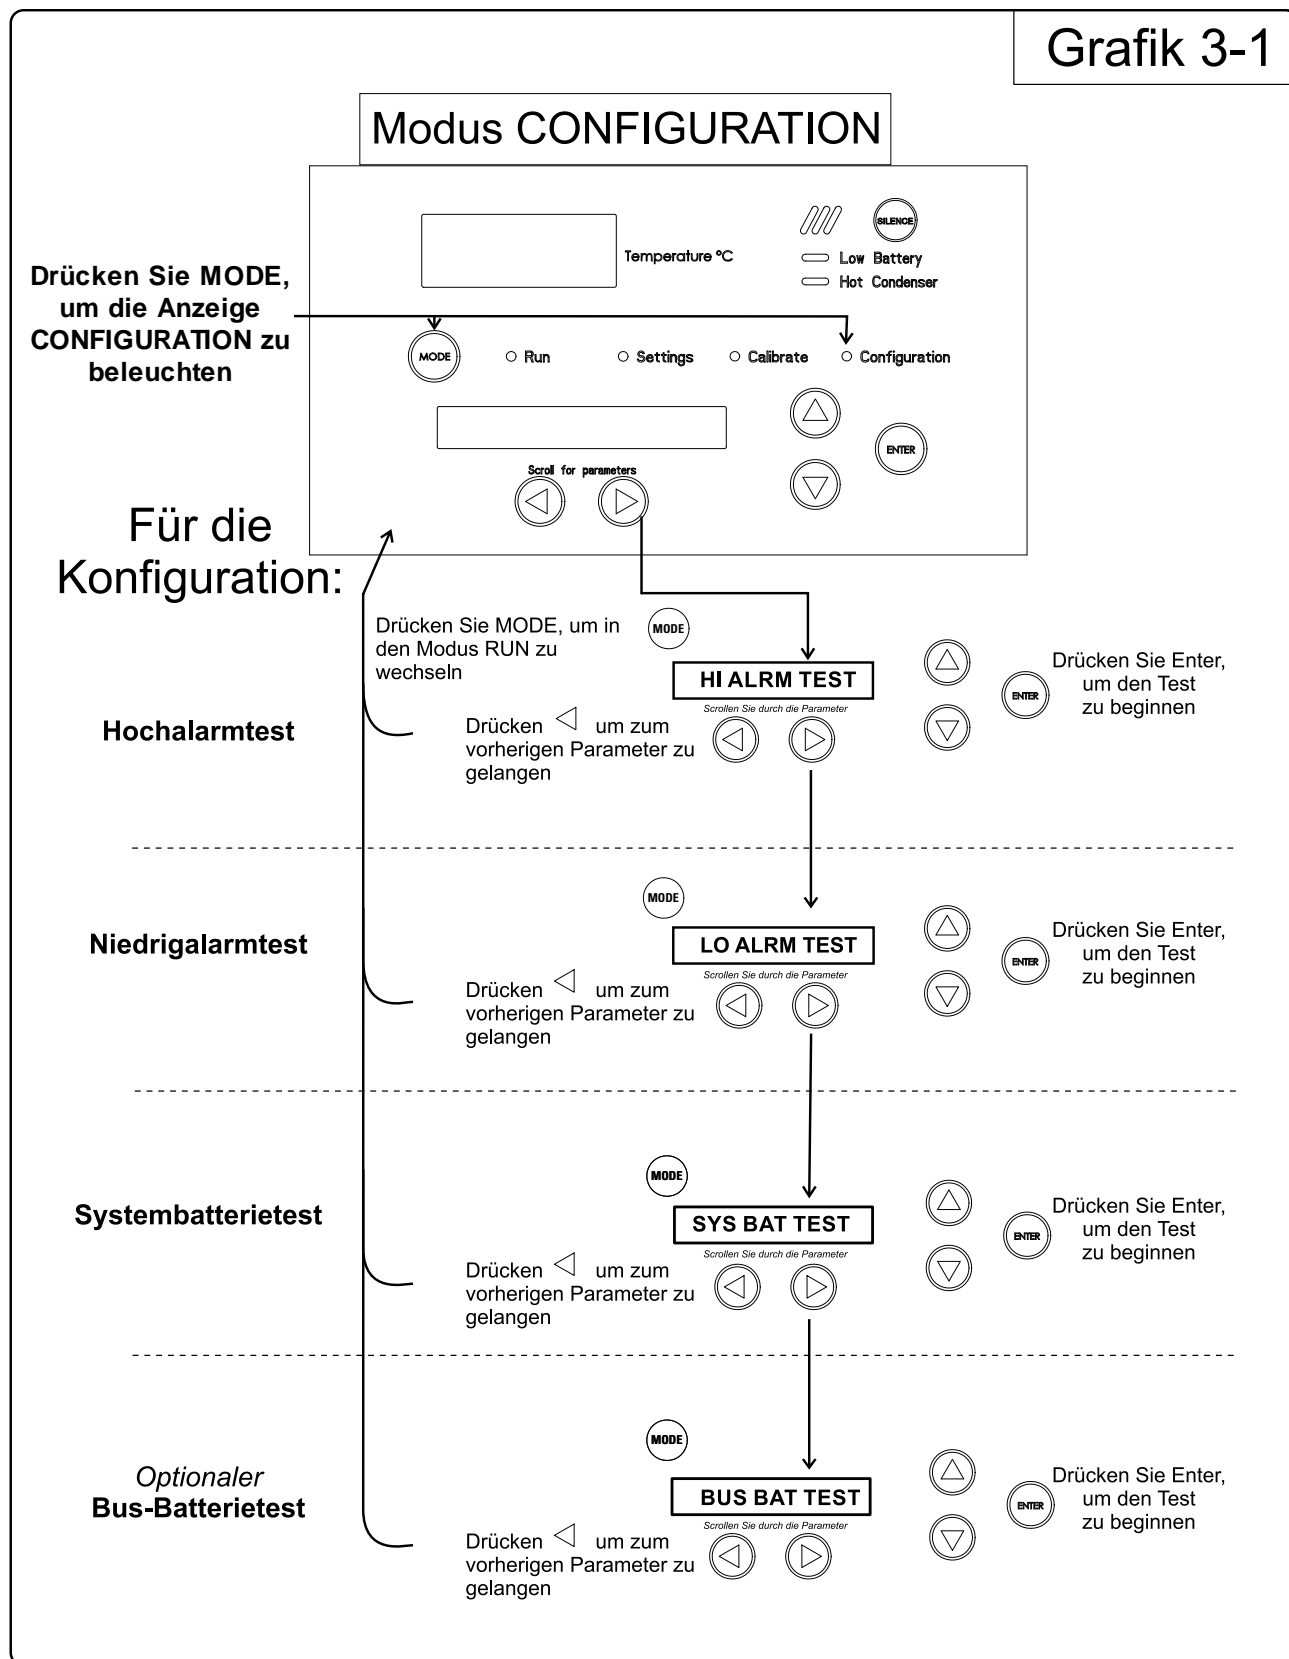 Grafik 3-1
Modus CONFIGURATION
SILENCE
Temperature °C
Low Battery
Hot Condenser
Drücken Sie MODE,
um die Anzeige
CONFIGURATION zu
beleuchten
MODE
Run
Settings
Calibrate
Configuration
ENTER
Scroll for parameters
Für die
Konfiguration:
Drücken Sie MODE, um in
den Modus RUN zu
wechseln
MODE
HI ALRM TEST
Scrollen Sie durch die Parameter
Hochalarmtest
Drücken um zum
vorherigen Parameter zu
gelangen
ENTER
Drücken Sie Enter,
um den Test
zu beginnen
MODE
Niedrigalarmtest
LO ALRM TEST
Scrollen Sie durch die Parameter
Drücken um zum
vorherigen Parameter zu
gelangen
ENTER
Drücken Sie Enter,
um den Test
zu beginnen
MODE
Systembatterietest
SYS BAT TEST
Scrollen Sie durch die Parameter
Drücken um zum
vorherigen Parameter zu
gelangen
ENTER
Drücken Sie Enter,
um den Test
zu beginnen
MODE
Optionaler
Bus-Batterietest
BUS BAT TEST
Scrollen Sie durch die Parameter
Drücken um zum
vorherigen Parameter zu
gelangen
ENTER
Drücken Sie Enter,
um den Test
zu beginnen